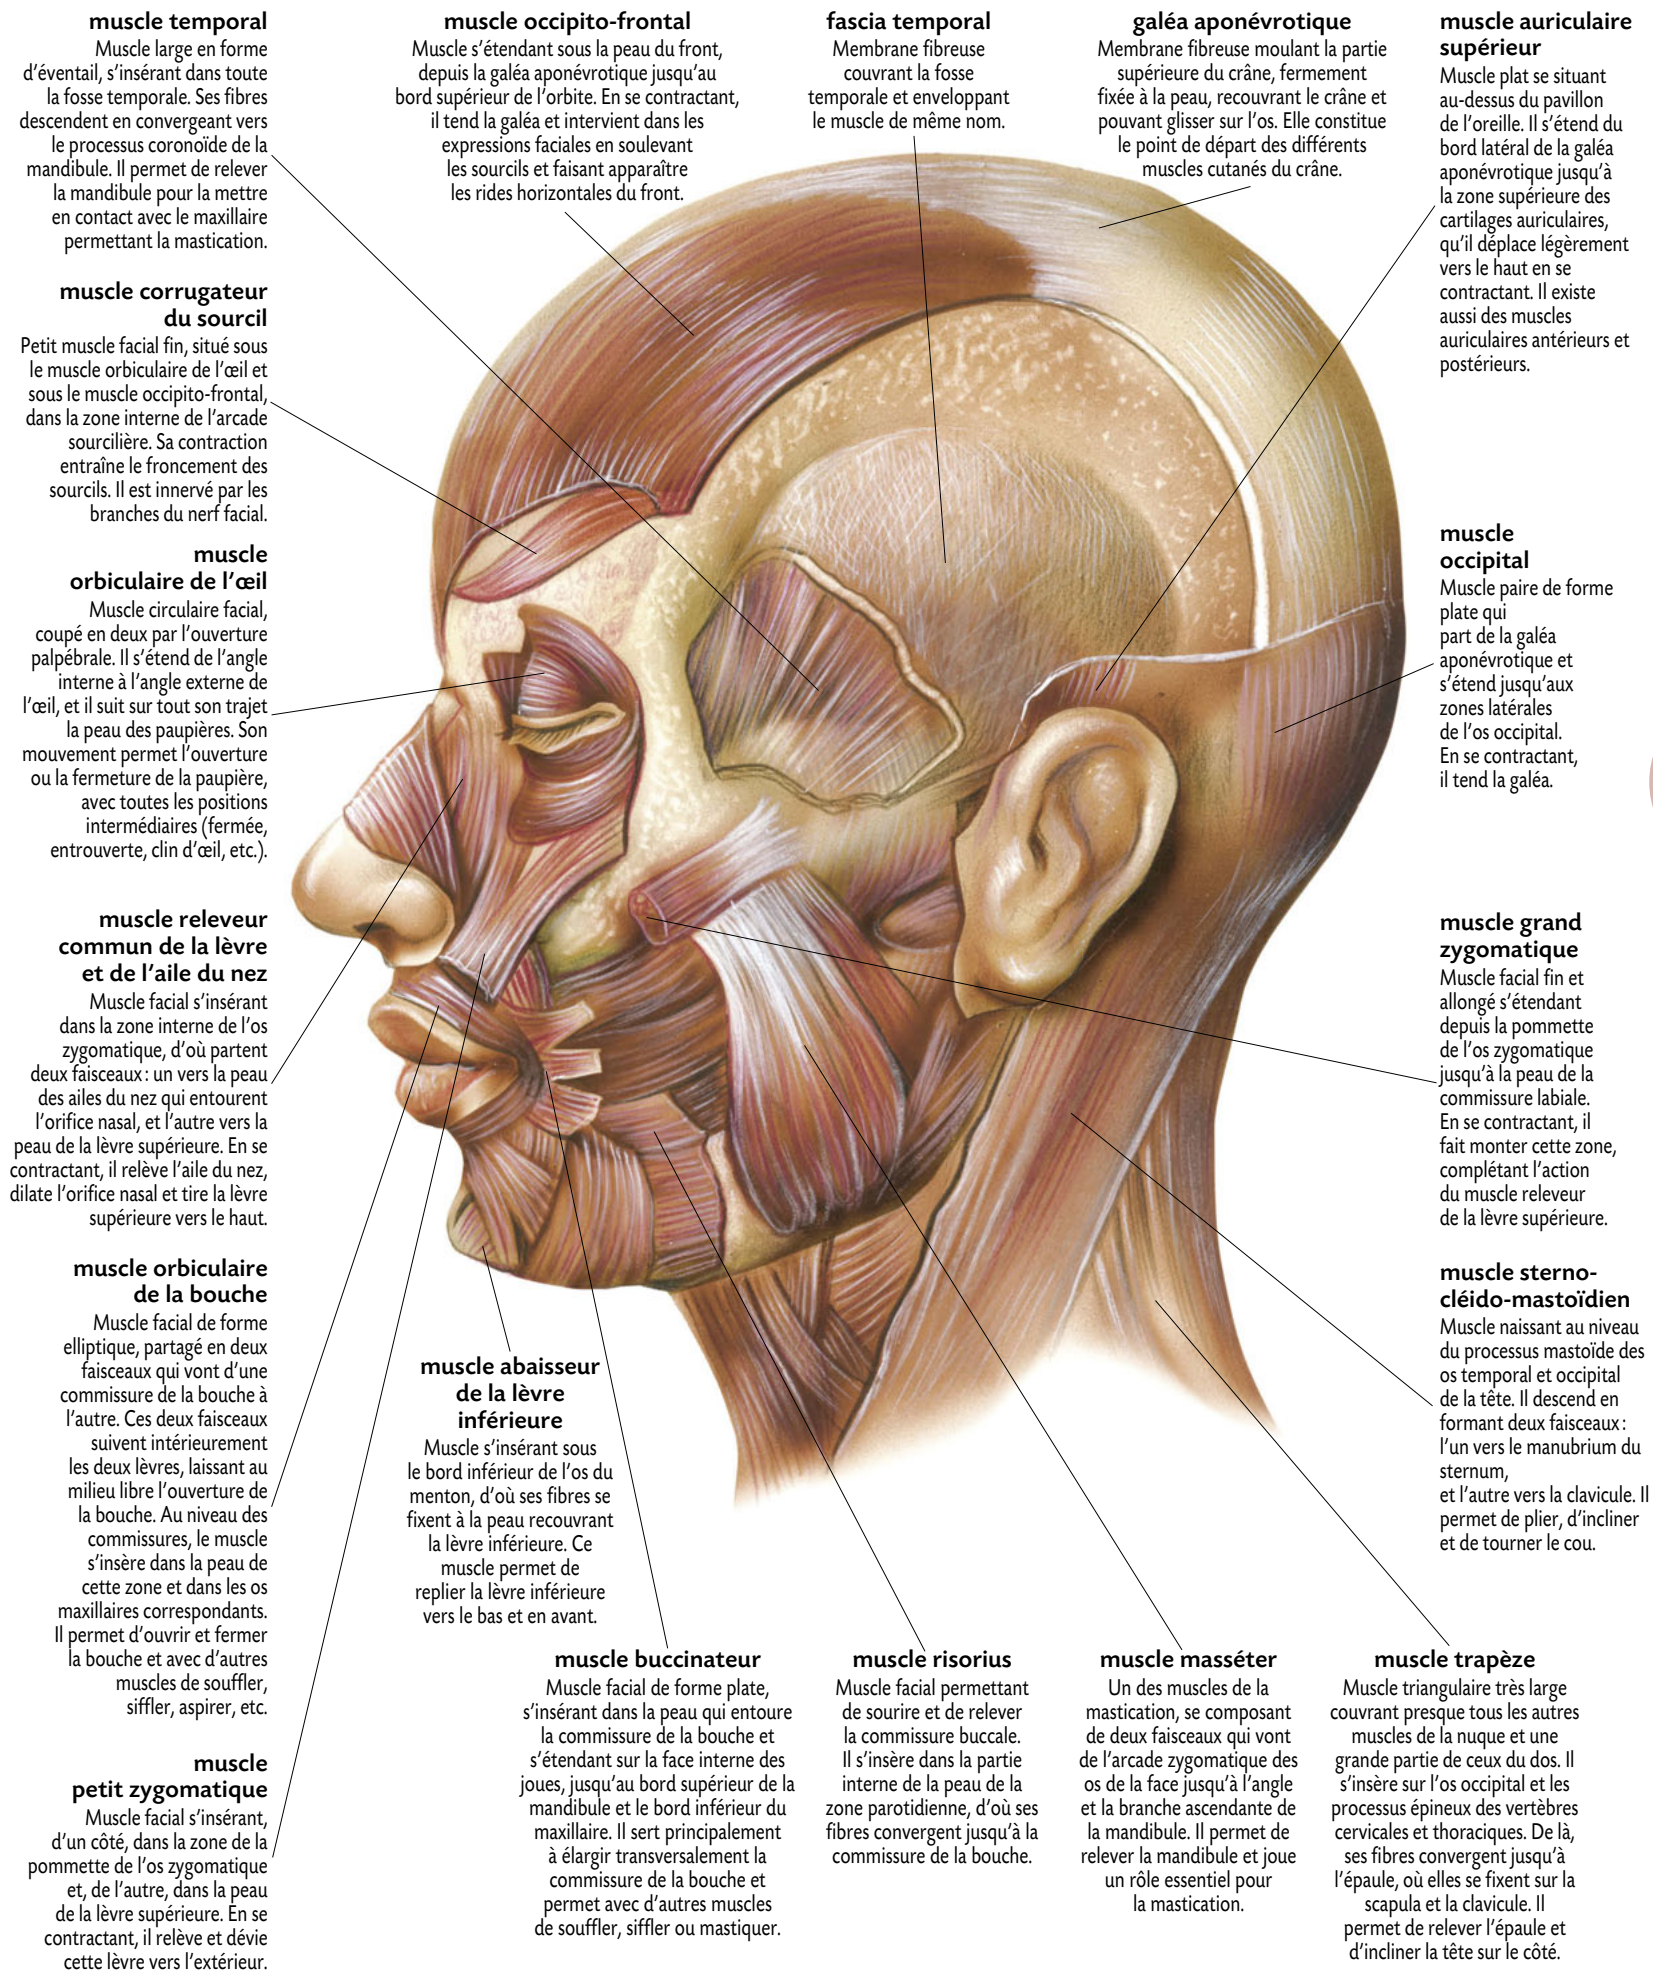 muscle temporal
Muscle large en forme
d'éventail, s'insérant dans toute
la fosse temporale. Ses fibres
descendent en convergeant vers
le processus coronoïde de la
mandibule. Il permet de relever
la mandibule pour la mettre
en contact avec le maxillaire
permettant la mastication.
muscle occipito-frontal
Muscle s'étendant sous la peau du front,
depuis la galéa aponévrotique jusqu'au
bord supérieur de l'orbite. En se contractant,
il tend la galéa et intervient dans les
expressions faciales en soulevant
les sourcils et faisant apparaître
les rides horizontales du front.
fascia temporal
Membrane fibreuse
couvrant la fosse
temporale et enveloppant
le muscle de même nom.
galéa aponévrotique
Membrane fibreuse moulant la partie
supérieure du crâne, fermement
fixée à la peau, recouvrant le crâne et
pouvant glisser sur l'os. Elle constitue
le point de départ des différents
muscles cutanés du crâne.
muscle auriculaire
supérieur
Muscle plat se situant
au-dessus du pavillon
de l'oreille. Il s'étend du
bord latéral de la galéa
aponévrotique jusqu'à
la zone supérieure des
cartilages auriculaires,
qu'il déplace légèrement
vers le haut en se
contractant. Il existe
aussi des muscles
auriculaires antérieurs et
postérieurs.
muscle corrugateur
du sourcil
Petit muscle facial fin, situé sous
le muscle orbiculaire de l'œil et
sous le muscle occipito-frontal,
dans la zone interne de l'arcade
sourcilière. Sa contraction
entraîne le froncement des
sourcils. Il est innervé par les
branches du nerf facial.
muscle
orbiculaire de l'œil
Muscle circulaire facial,
coupé en deux par l'ouverture
palpébrale. Il s'étend de l'angle
interne à l'angle externe de
l'œil, et il suit sur tout son trajet
la peau des paupières. Son
mouvement permet l'ouverture
ou la fermeture de la paupière,
avec toutes les positions
intermédiaires (fermée,
entrouverte, clin d'œil, etc.).
muscle
occipital
Muscle paire de forme
plate qui
part de la galéa
aponévrotique et
s'étend jusqu'aux
zones latérales
de l'os occipital.
En se contractant,
il tend la galéa.
muscle releveur
commun de la lèvre
et de l'aile du nez
Muscle facial s'insérant
dans la zone interne de l'os
zygomatique, d'où partent
deux faisceaux : un vers la peau
des ailes du nez qui entourent
l'orifice nasal, et l'autre vers la
peau de la lèvre supérieure. En se
contractant, il relève l'aile du nez,
dilate l'orifice nasal et tire la lèvre
supérieure vers le haut.
muscle grand
zygomatique
Muscle facial fin et
allongé s'étendant
depuis la pommette
de l'os zygomatique
jusqu'à la peau de la
commissure labiale.
En se contractant, il
fait monter cette zone,
complétant l'action
du muscle releveur
de la lèvre supérieure.
muscle orbiculaire
de la bouche
Muscle facial de forme
elliptique, partagé en deux
faisceaux qui vont d'une
commissure de la bouche à
l'autre. Ces deux faisceaux
suivent intérieurement
les deux lèvres, laissant au
milieu libre l'ouverture de
la bouche. Au niveau des
commissures, le muscle
s'insère dans la peau de
cette zone et dans les os
maxillaires correspondants.
Il permet d'ouvrir et fermer
la bouche et avec d'autres
muscles de souffler,
siffler, aspirer, etc.
muscle sterno-
cléido-mastoïdien
Muscle naissant au niveau
du processus mastoïde des
os temporal et occipital
de la tête. Il descend en
formant deux faisceaux :
l'un vers le manubrium du
sternum,
et l'autre vers la clavicule. Il
permet de plier, d'incliner
et de tourner le cou.
muscle abaisseur
de la lèvre
inférieure
Muscle s'insérant sous
le bord inférieur de l'os du
menton, d'où ses fibres se
fixent à la peau recouvrant
la lèvre inférieure. Ce
muscle permet de
replier la lèvre inférieure
vers le bas et en avant.
muscle
petit zygomatique
Muscle facial s'insérant,
d'un côté, dans la zone de la
pommette de l'os zygomatique
et, de l'autre, dans la peau
de la lèvre supérieure. En se
contractant, il relève et dévie
cette lèvre vers l'extérieur.
muscle buccinateur
Muscle facial de forme plate,
s'insérant dans la peau qui entoure
la commissure de la bouche et
s'étendant sur la face interne des
joues, jusqu'au bord supérieur de la
mandibule et le bord inférieur du
maxillaire. Il sert principalement
à élargir transversalement la
commissure de la bouche et
permet avec d'autres muscles
de souffler, siffler ou mastiquer.
muscle risorius
Muscle facial permettant
de sourire et de relever
la commissure buccale.
Il s'insère dans la partie
interne de la peau de la
zone parotidienne, d'où ses
fibres convergent jusqu'à la
commissure de la bouche.
muscle masséter
Un des muscles de la
mastication, se composant
de deux faisceaux qui vont
de l'arcade zygomatique des
os de la face jusqu'à l'angle
et la branche ascendante de
la mandibule. Il permet de
relever la mandibule et joue
un rôle essentiel pour
la mastication.
muscle trapèze
Muscle triangulaire très large
couvrant presque tous les autres
muscles de la nuque et une
grande partie de ceux du dos. Il
s'insère sur l'os occipital et les
processus épineux des vertèbres
cervicales et thoraciques. De là,
ses fibres convergent jusqu'à
l'épaule, où elles se fixent sur la
scapula et la clavicule. Il
permet de relever l'épaule et
d'incliner la tête sur le côté.